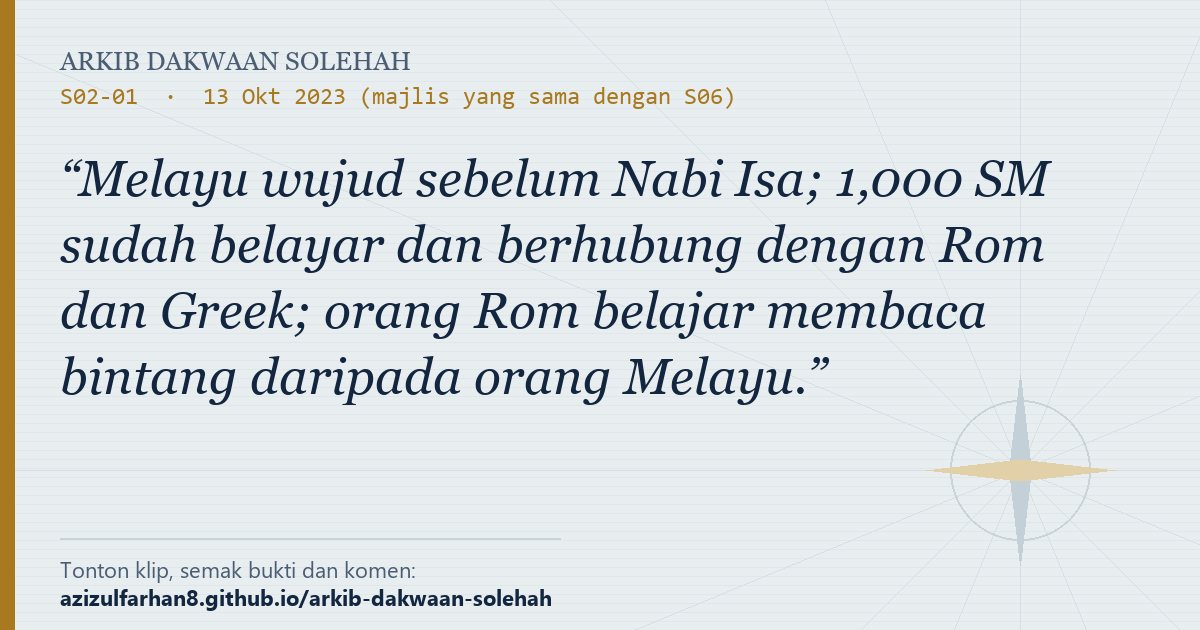 ARKIB DAKWAAN SOLEHAH
S02-01 · 13 Okt 2023 (majlis yang sama dengan S06)
“Melayu wujud sebelum Nabi Isa; 1,000 SM
sudah belayar dan berhubung dengan Rom
dan Greek; orang Rom belajar membaca
bintang daripada orang Melayu.”
Tonton klip, semak bukti dan komen:
azizulfarhan8.github.io/arkib-dakwaan-solehah